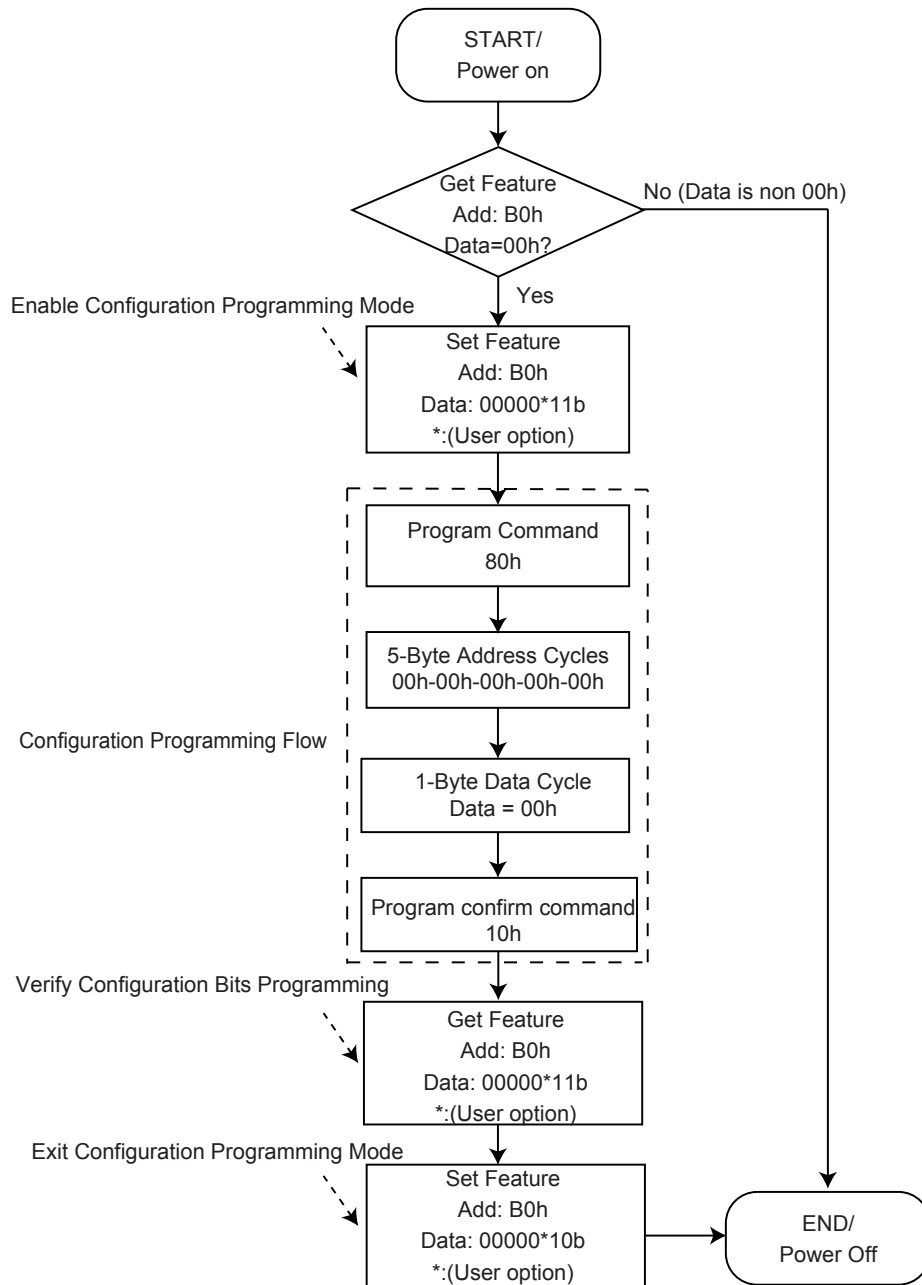 START/
Power on
Get Feature
Add: B0h
Data=00h?
No (Data is non 00h)
Yes
Enable Configuration Programming Mode
Set Feature
Add: B0h
Data: 00000*11b
*:(User option)
Program Command
80h
5-Byte Address Cycles
00h-00h-00h-00h-00h
Configuration Programming Flow
1-Byte Data Cycle
Data = 00h
Program confirm command
10h
Verify Configuration Bits Programming
Get Feature
Add: B0h
Data: 00000*11b
*:(User option)
Exit Configuration Programming Mode
Set Feature
Add: B0h
Data: 00000*10b
*:(User option)
END/
Power Off